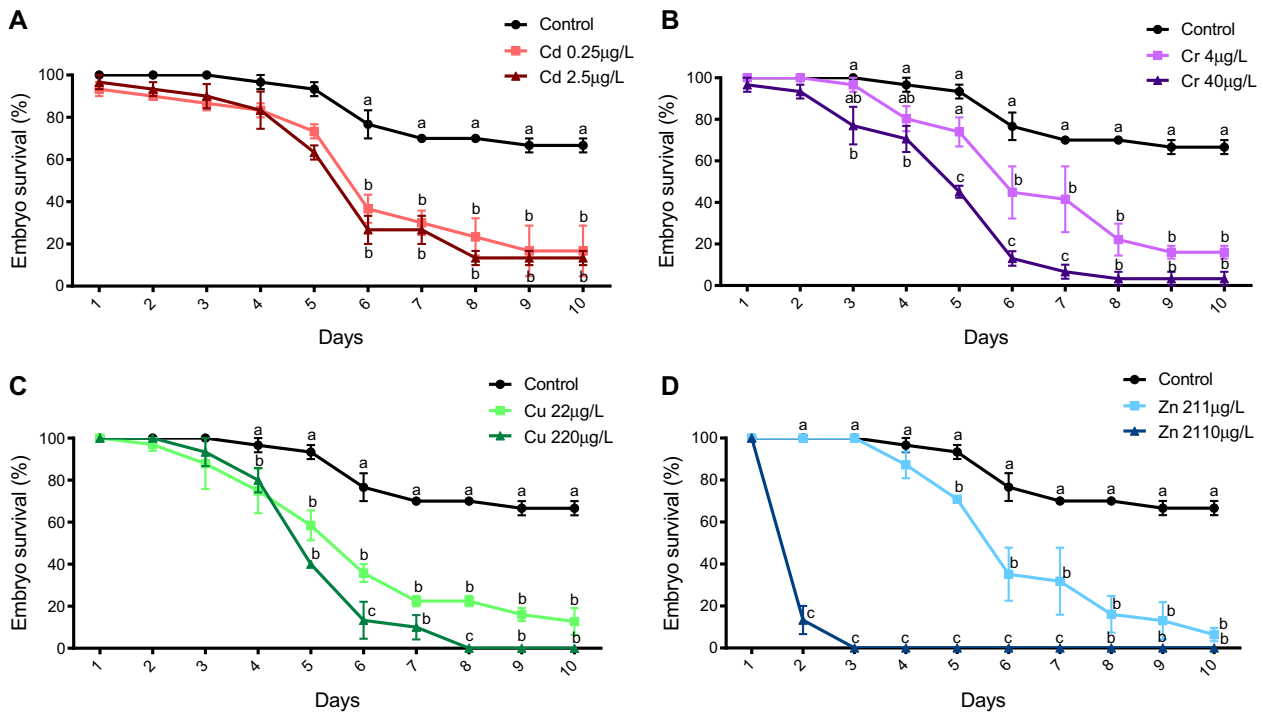 A
Control
Cd 0.25µg/L
Cd 2.5µg/L
Embryo survival (%)
100
80
60
40
20
0
a
a
a
a
a
b
b
b
b
b
b
b
b
b
b
1 2 3 4 5 6 7 8 9 10
Days
B
Control
Cr 4µg/L
Cr 40µg/L
Embryo survival (%)
100
80
60
40
20
0
a a a a a a a a
ab ab a b b b b b
b b c c c b b b
1 2 3 4 5 6 7 8 9 10
Days
C
Control
Cu 22µg/L
Cu 220µg/L
Embryo survival (%)
100
80
60
40
20
0
a a a a a a a
b b b b b b b
b c b c b b
1 2 3 4 5 6 7 8 9 10
Days
D
Control
Zn 211µg/L
Zn 2110µg/L
Embryo survival (%)
100
80
60
40
20
0
a a a a a a a a a
b b b b b b
c c c c c c b b b
1 2 3 4 5 6 7 8 9 10
Days